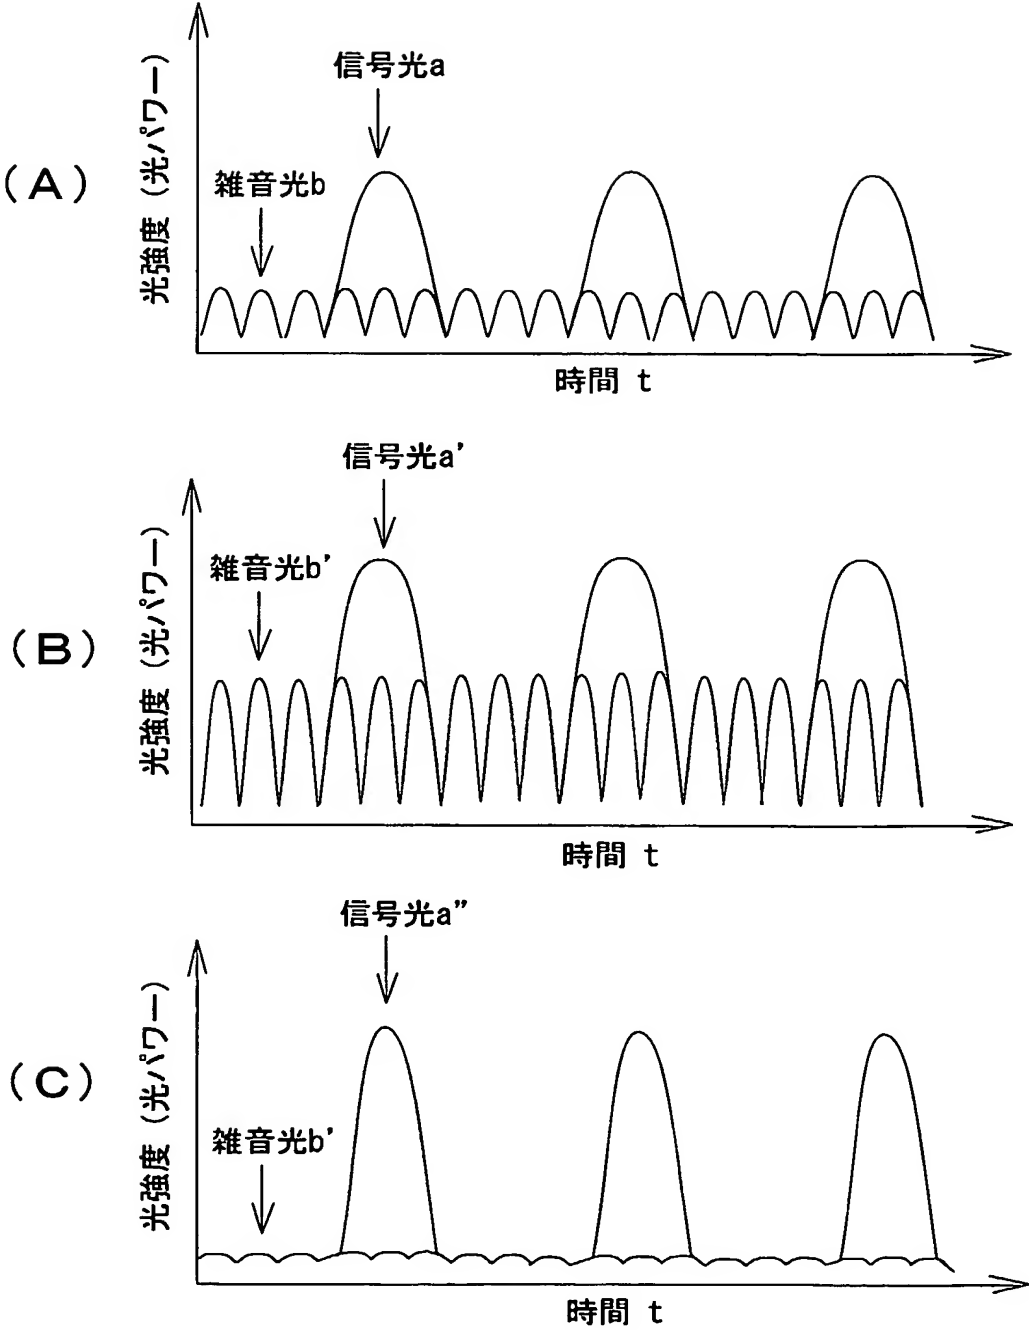 (A)
光強度(光パワー)
信号光a
雑音光b
時間 t
(B)
光強度(光パワー)
信号光a’
雑音光b’
時間 t
(C)
光強度(光パワー)
信号光a”
雑音光b’
時間 t